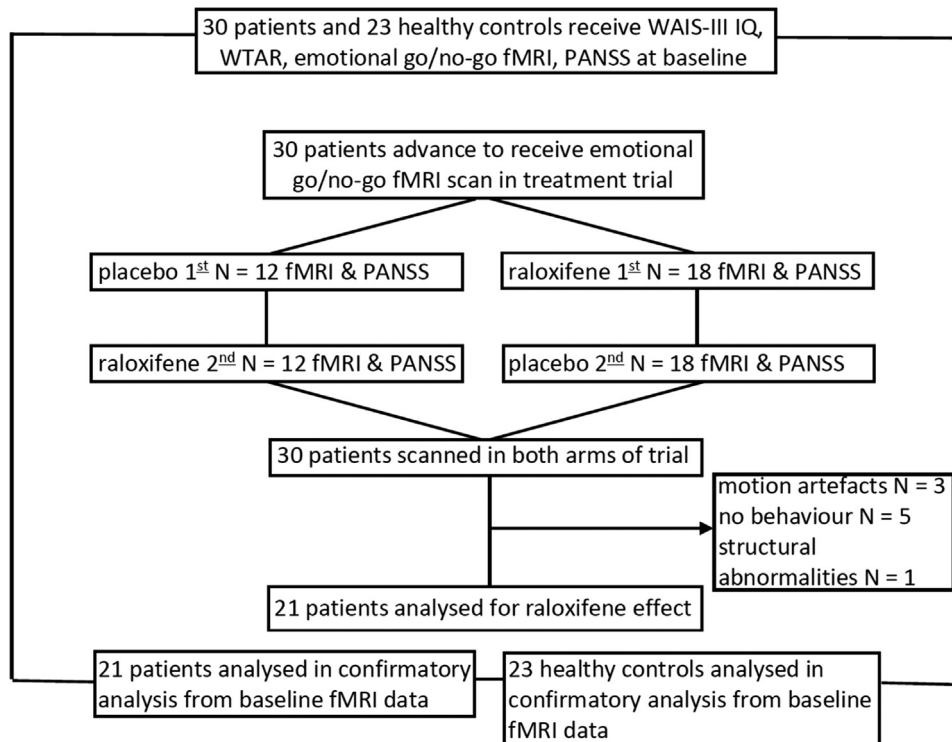 30 patients and 23 healthy controls receive WAIS-III IQ,
WTAR, emotional go/no-go fMRI, PANSS at baseline
30 patients advance to receive emotional
go/no-go fMRI scan in treatment trial
placebo 1st N = 12 fMRI & PANSS
raloxifene 1st N = 18 fMRI & PANSS
raloxifene 2nd N = 12 fMRI & PANSS
placebo 2nd N = 18 fMRI & PANSS
30 patients scanned in both arms of trial
motion artefacts N = 3
no behaviour N = 5
structural
abnormalities N = 1
21 patients analysed for raloxifene effect
21 patients analysed in confirmatory
analysis from baseline fMRI data
23 healthy controls analysed in
confirmatory analysis from baseline
fMRI data